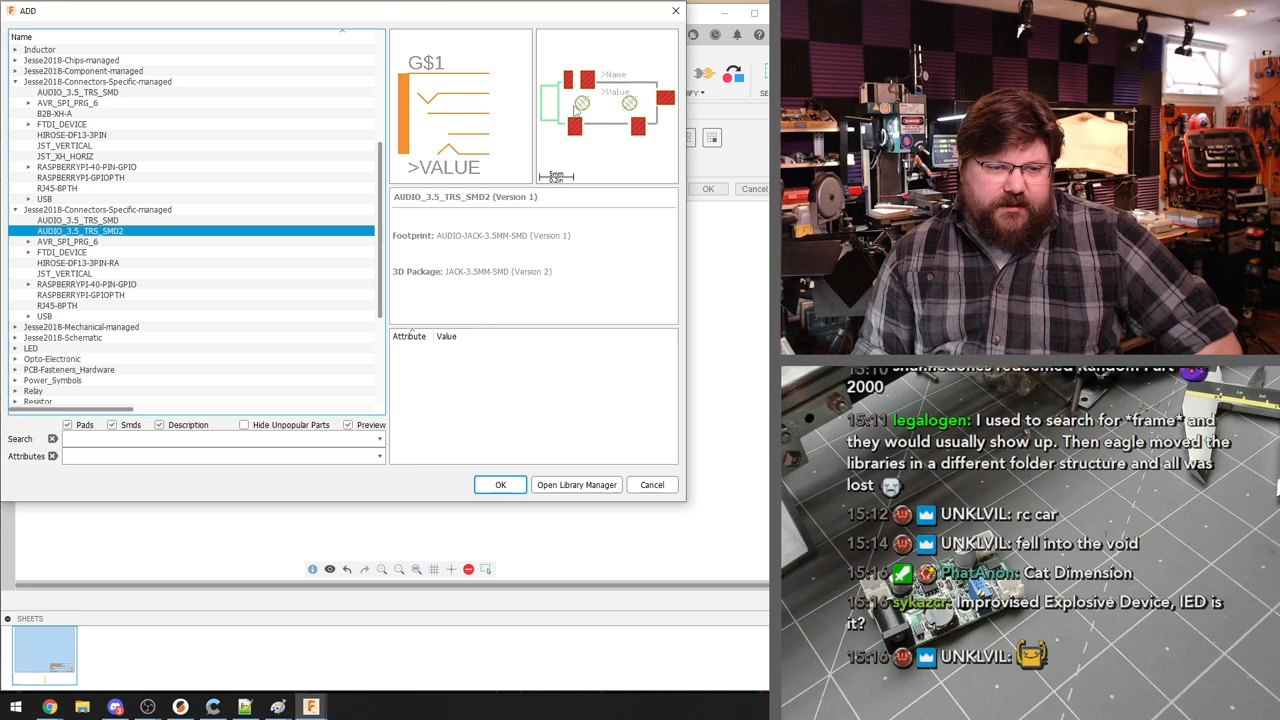 ADD
Name
Inductor
Jesse2018-Chips-managed
Jesse2018-Component-managed
Jesse2018-Connectors-Specific-managed
AUDIO_3.5_TRS_SMD
AVR_SPI_PRG_6
B2B-XH-A
FTDI_DEVICE
HIROSE-DF13-3PIN
JST_VERTICAL
JST_XH_HORIZ
RASPBERRYPI-40-PIN-GPIO
RASPBERRYPI-GPIOPTH
RJ45-8PTH
USB
Jesse2018-Connectors-Specific-managed
AUDIO_3.5_TRS_SMD
AUDIO_3.5_TRS_SMD2
AVR_SPI_PRG_6
FTDI_DEVICE
HIROSE-DF13-3PIN-RA
JST_VERTICAL
RASPBERRYPI-40-PIN-GPIO
RASPBERRYPI-GPIOPTH
RJ45-8PTH
USB
Jesse2018-Mechanical-managed
Jesse2018-Schematic
LED
Opto-Electronic
PCB-Fasteners_Hardware
Power_Symbols
Relay
Resistor
Pads Smds Description Hide Unpopular Parts Preview
Search
Attributes
G$1
>VALUE
>Name
>Value
5mm
0.2in
AUDIO_3.5_TRS_SMD2 (Version 1)
Footprint: AUDIO-JACK-3.5MM-SMD (Version 1)
3D Package: JACK-3.5MM-SMD (Version 2)
Attribute Value
OK Open Library Manager Cancel
OK Cancel
SHEETS
1
2000
15:11 legalogen: I used to search for *frame* and
they would usually show up. Then eagle moved the
libraries in a different folder structure and all was
lost
15:12 UNKLVIL: rc car
15:14 UNKLVIL: fell into the void
15:16 PhatAnon: Cat Dimension
15:16 sykazcr: Improvised Explosive Device, IED is
it?
15:16 UNKLVIL: